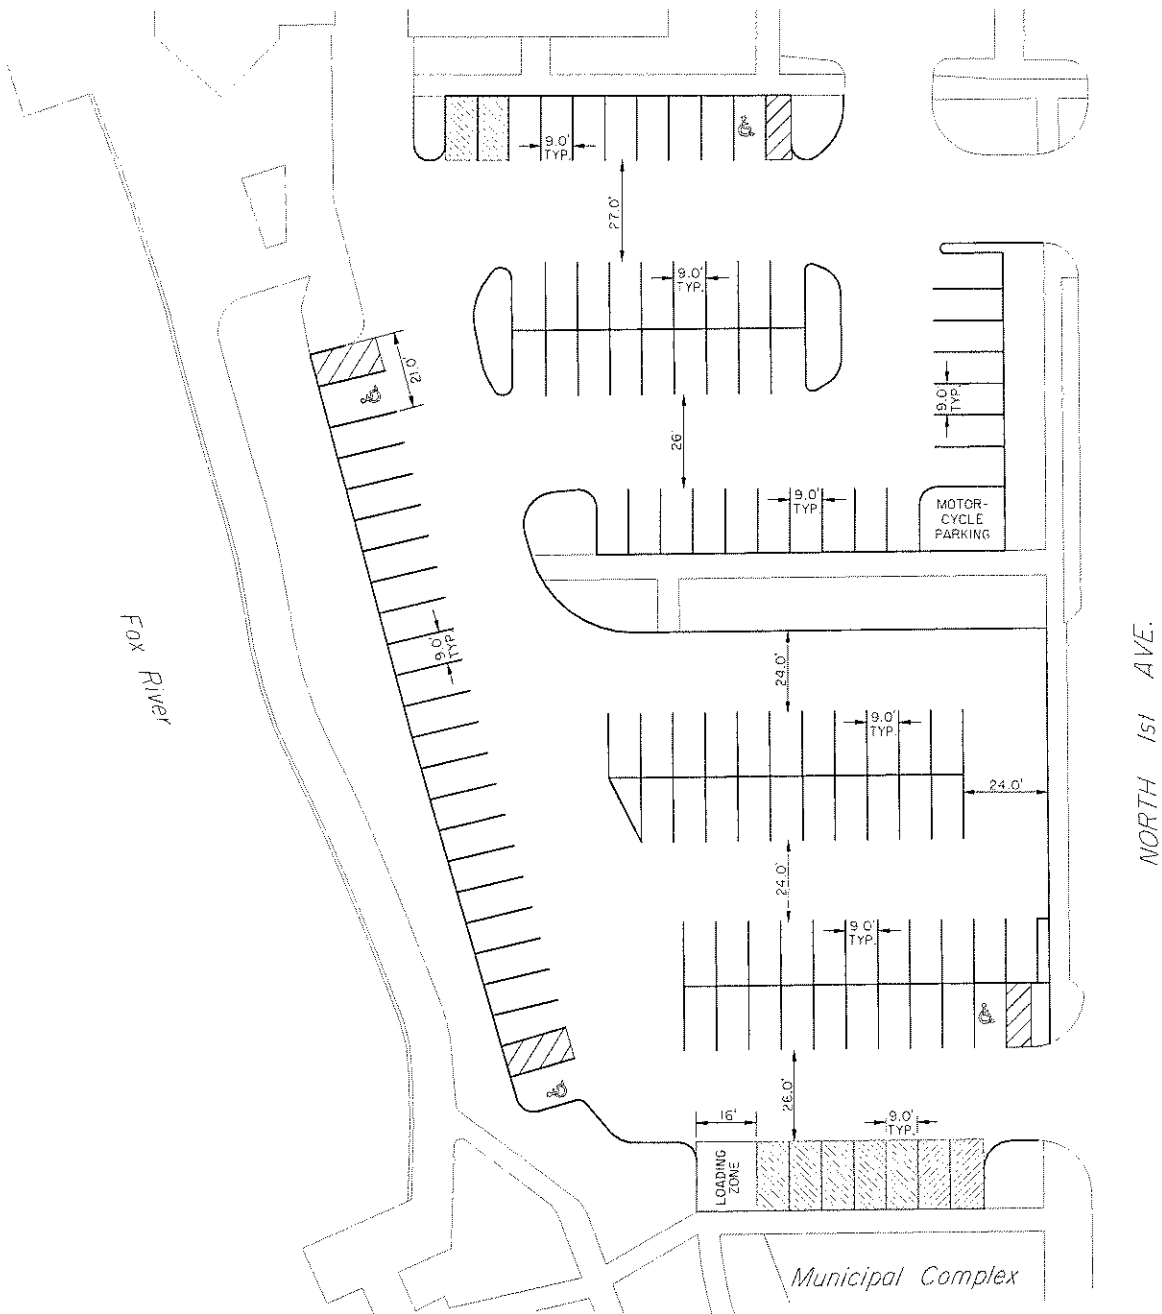 9.0'
TYP.
27.0'
9.0'
TYP.
21.0'
9.0'
TYP.
26'
9.0'
TYP.
MOTOR-
CYCLE
PARKING
Fox River
9.0'
TYP.
24.0'
NORTH 1st AVE.
9.0'
TYP.
24.0'
24.0'
9.0'
TYP.
26.0'
16'
9.0'
TYP.
LOADING
ZONE
Municipal Complex